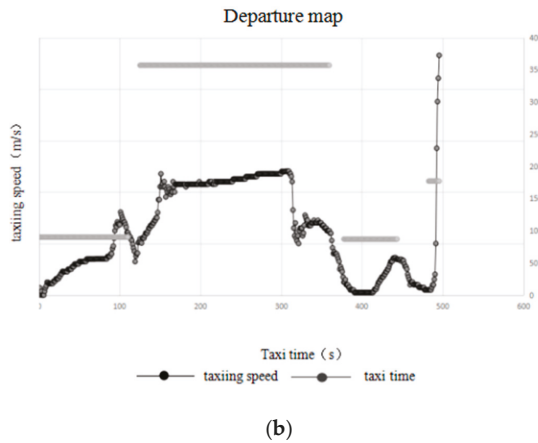 Departure map
taxiing speed（m/s）
40
35
30
25
20
15
10
5
0
0 100 200 300 400 500 600
Taxi time（s）
taxiing speed taxi time
(b)